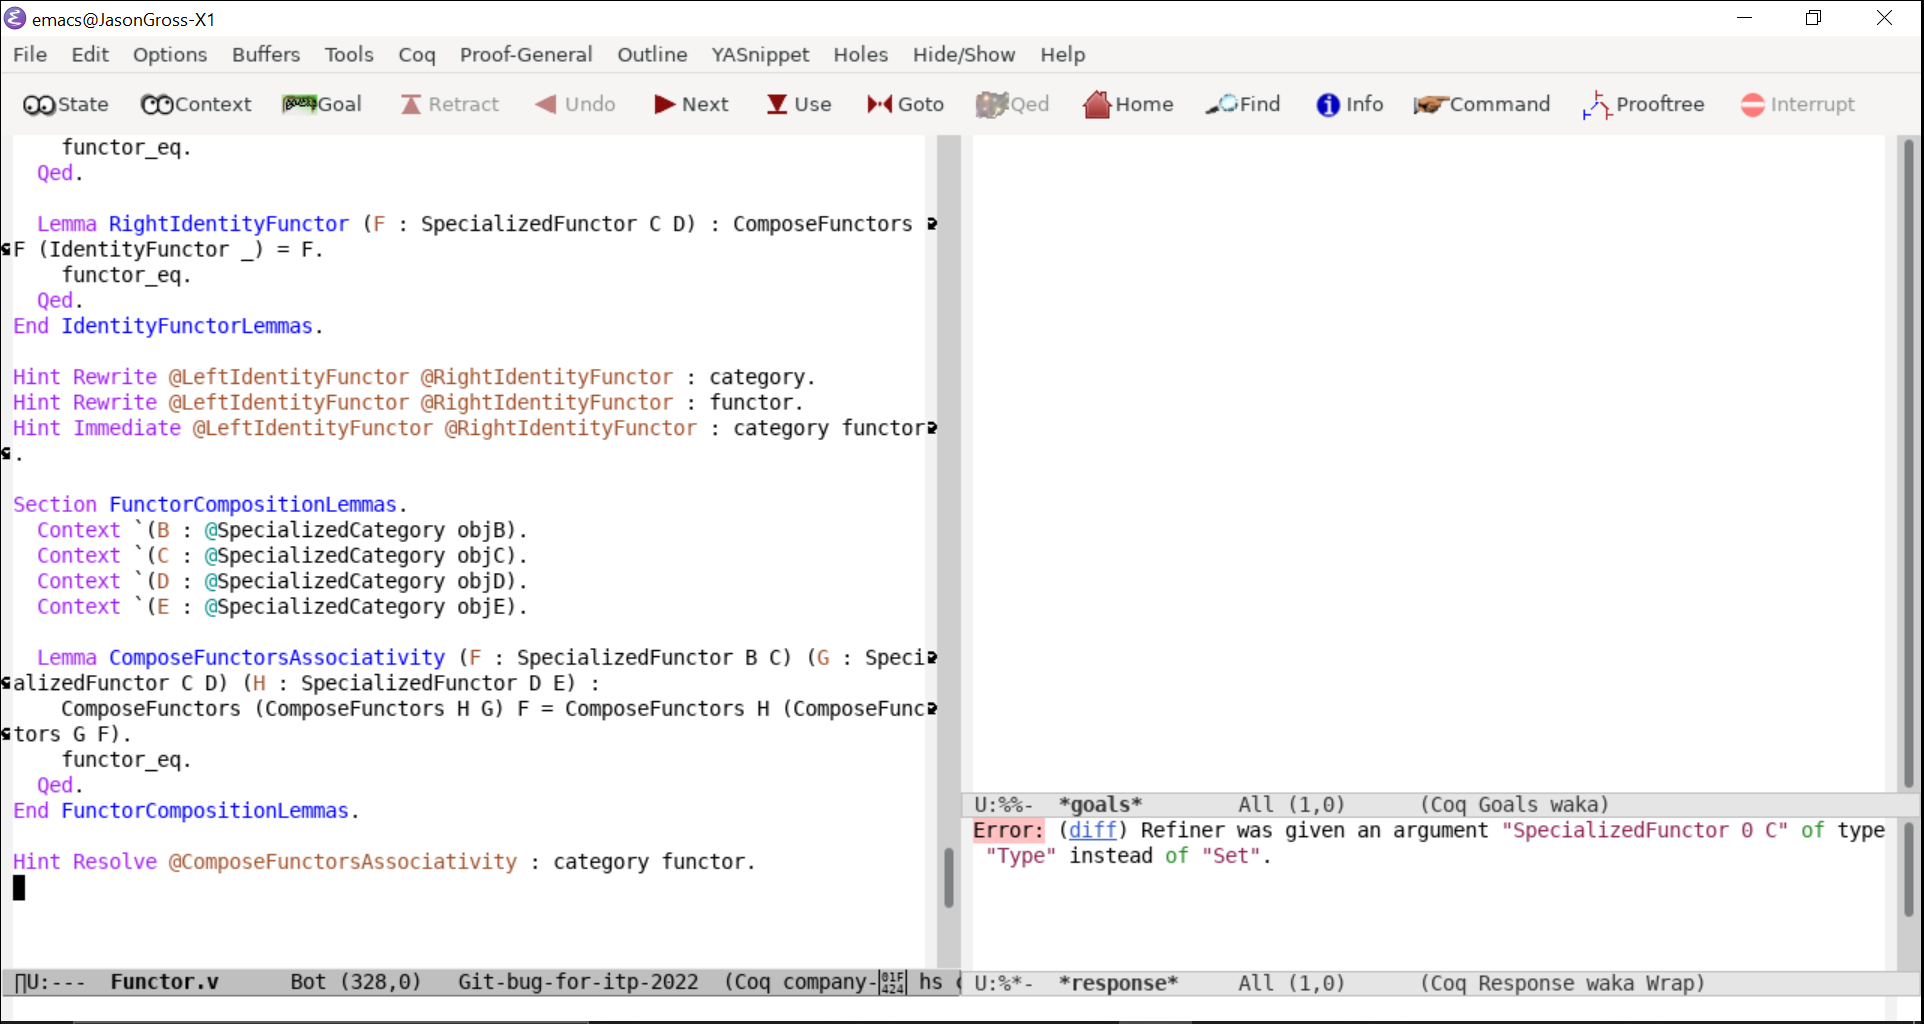 emacs@JasonGross-X1
File Edit Options Buffers Tools Coq Proof-General Outline YASnippet Holes Hide/Show Help
State Context Goal Retract Undo Next Use Goto Qed Home Find Info Command Prooftree Interrupt
functor_eq.
Qed.
Lemma RightIdentityFunctor (F : SpecializedFunctor C D) : ComposeFunctors
F (IdentityFunctor _) = F.
functor_eq.
Qed.
End IdentityFunctorLemmas.
Hint Rewrite @LeftIdentityFunctor @RightIdentityFunctor : category.
Hint Rewrite @LeftIdentityFunctor @RightIdentityFunctor : functor.
Hint Immediate @LeftIdentityFunctor @RightIdentityFunctor : category functor
.
Section FunctorCompositionLemmas.
Context `(B : @SpecializedCategory objB).
Context `(C : @SpecializedCategory objC).
Context `(D : @SpecializedCategory objD).
Context `(E : @SpecializedCategory objE).
Lemma ComposeFunctorsAssociativity (F : SpecializedFunctor B C) (G : Speci
alizedFunctor C D) (H : SpecializedFunctor D E) :
ComposeFunctors (ComposeFunctors H G) F = ComposeFunctors H (ComposeFunc
tors G F).
functor_eq.
Qed.
End FunctorCompositionLemmas.
Hint Resolve @ComposeFunctorsAssociativity : category functor.
U:--- Functor.v Bot (328,0) Git-bug-for-itp-2022 (Coq company-01F424 hs
U:%%- *goals* All (1,0) (Coq Goals waka)
Error: (diff) Refiner was given an argument "SpecializedFunctor 0 C" of type
"Type" instead of "Set".
U:%*- *response* All (1,0) (Coq Response waka Wrap)